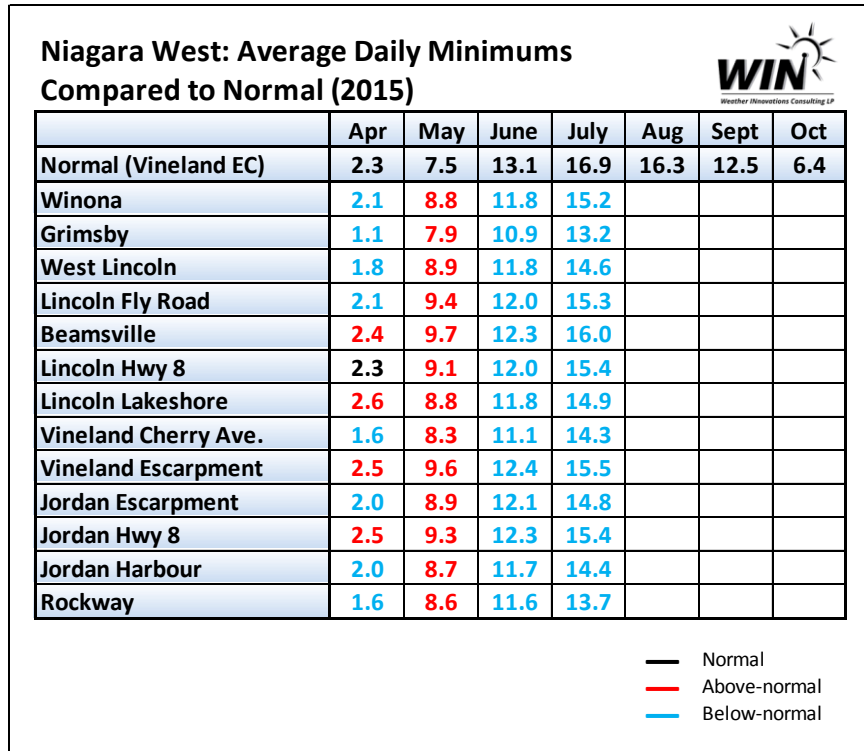 Niagara West: Average Daily Minimums
Compared to Normal (2015)
WIN
Weather INnovations Consulting LP
Apr May June July Aug Sept Oct
Normal (Vineland EC) 2.3 7.5 13.1 16.9 16.3 12.5 6.4
Winona 2.1 8.8 11.8 15.2
Grimsby 1.1 7.9 10.9 13.2
West Lincoln 1.8 8.9 11.8 14.6
Lincoln Fly Road 2.1 9.4 12.0 15.3
Beamsville 2.4 9.7 12.3 16.0
Lincoln Hwy 8 2.3 9.1 12.0 15.4
Lincoln Lakeshore 2.6 8.8 11.8 14.9
Vineland Cherry Ave. 1.6 8.3 11.1 14.3
Vineland Escarpment 2.5 9.6 12.4 15.5
Jordan Escarpment 2.0 8.9 12.1 14.8
Jordan Hwy 8 2.5 9.3 12.3 15.4
Jordan Harbour 2.0 8.7 11.7 14.4
Rockway 1.6 8.6 11.6 13.7
Normal
Above-normal
Below-normal